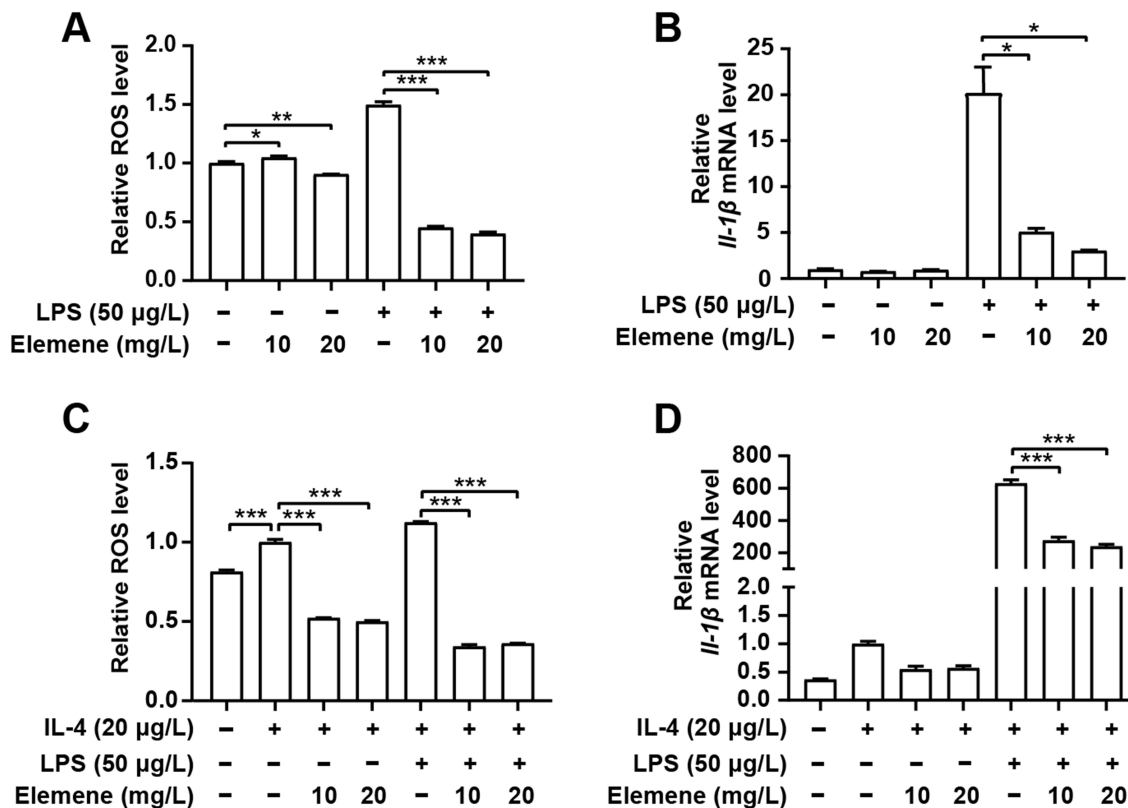 A
Relative ROS level
2.0
1.5
1.0
0.5
0.0
*
**
***
***
LPS (50 μg/L) – – – + + +
Elemene (mg/L) – 10 20 – 10 20
B
Relative
Il-1β mRNA level
25
20
15
10
5
0
*
*
LPS (50 μg/L) – – – + + +
Elemene (mg/L) – 10 20 – 10 20
C
Relative ROS level
1.5
1.0
0.5
0.0
***
***
***
***
***
IL-4 (20 μg/L) – + + + + + +
LPS (50 μg/L) – – – – + + +
Elemene (mg/L) – – 10 20 – 10 20
D
Relative
Il-1β mRNA level
800
600
400
200
2.0
1.5
1.0
0.5
0.0
***
***
IL-4 (20 μg/L) – + + + + + +
LPS (50 μg/L) – – – – + + +
Elemene (mg/L) – – 10 20 – 10 20